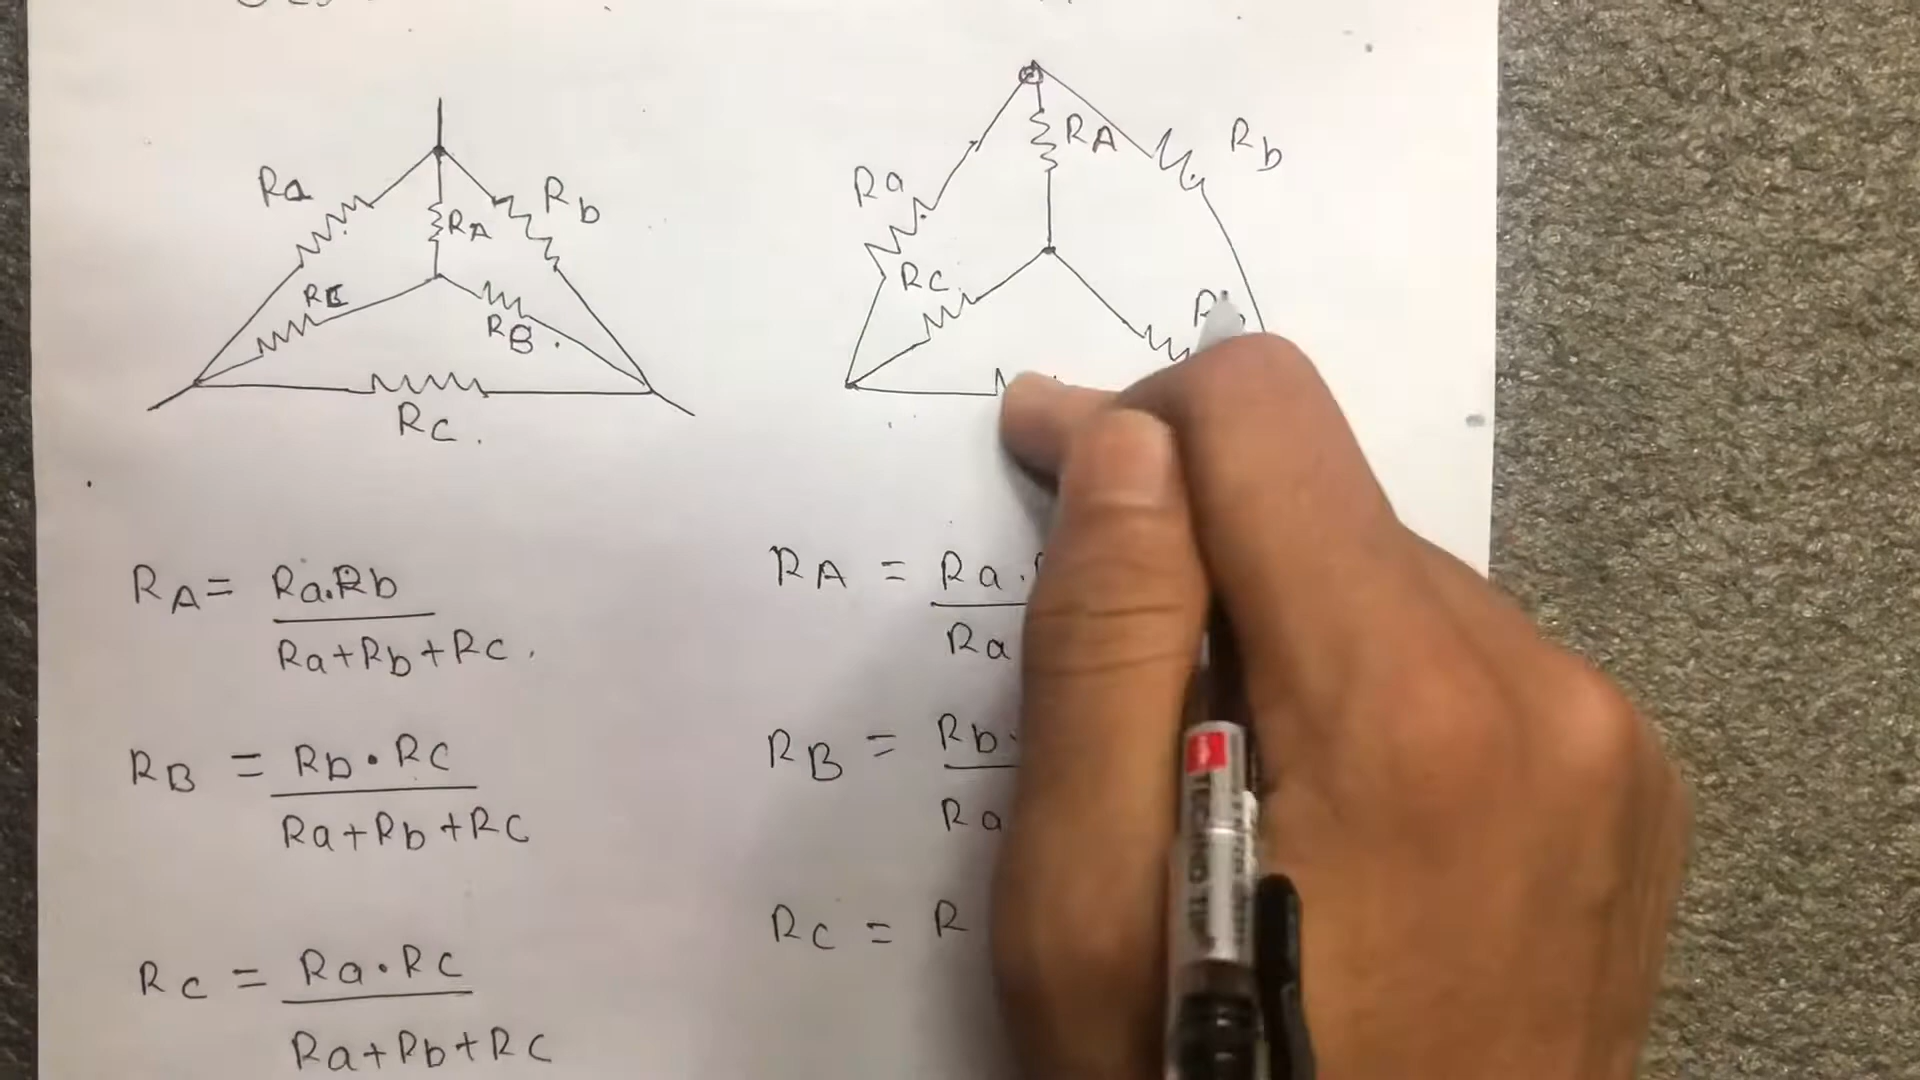 Ra
Rb
RA
RC
RB
RC .
RA = Ra.Rb
Ra+Rb+RC .
RB = Rb.RC
Ra+Rb+RC
RC = Ra.RC
Ra+Rb+RC
RA
Rb
Ra
RC
RA = Ra .
Ra
RB = Rb.
Ra
RC = R